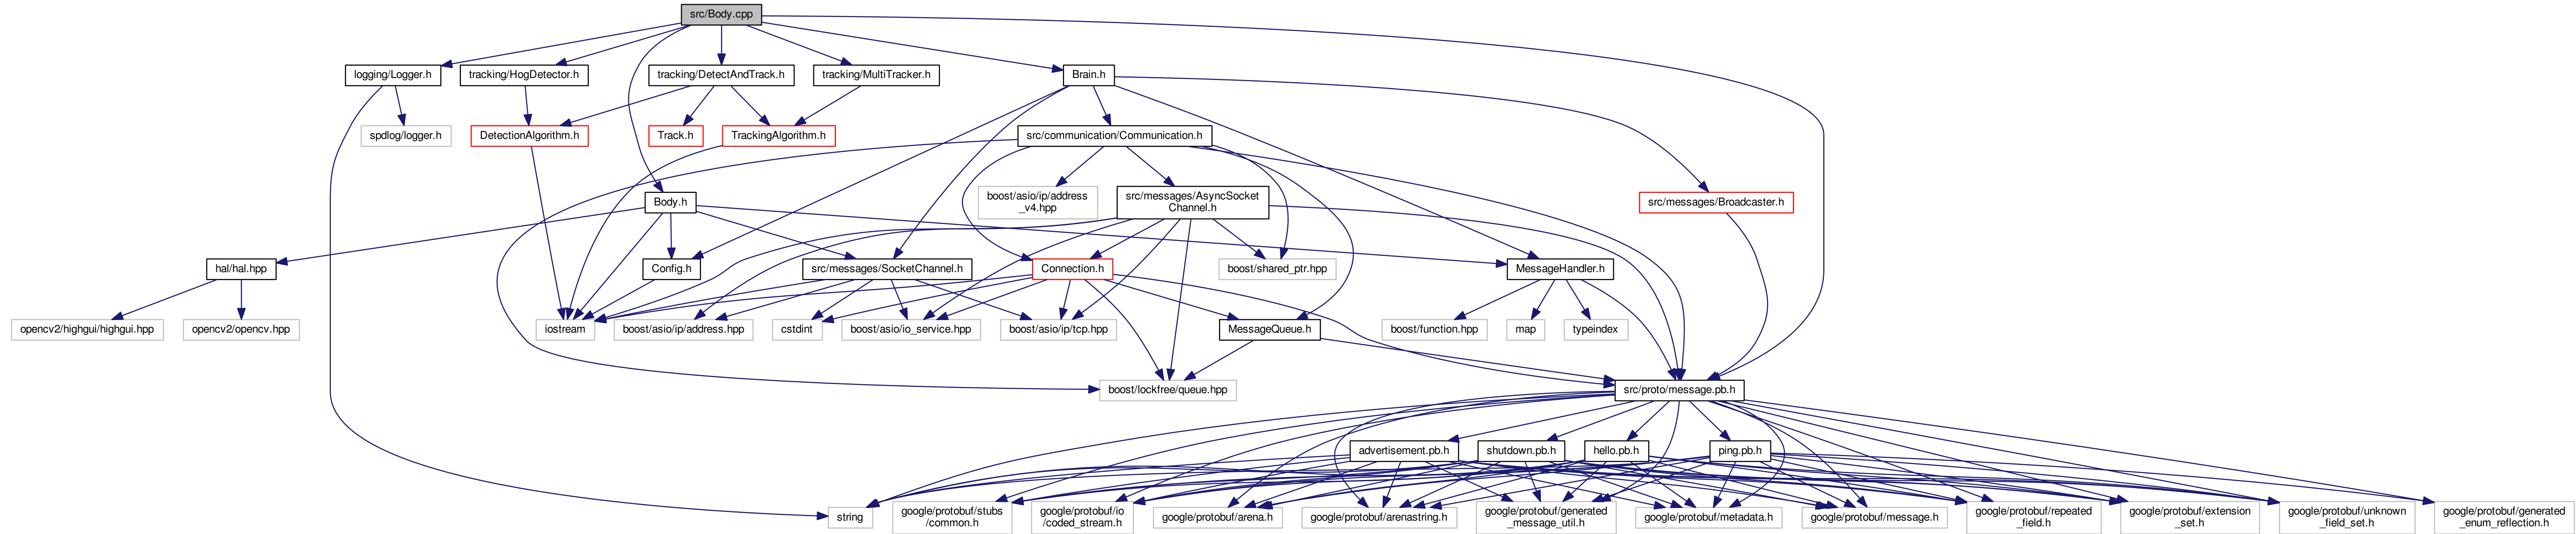 src/Body.cpp
logging/Logger.h
tracking/HogDetector.h
tracking/DetectAndTrack.h
tracking/MultiTracker.h
Brain.h
spdlog/logger.h
DetectionAlgorithm.h
Track.h
TrackingAlgorithm.h
src/communication/Communication.h
Body.h
boost/asio/ip/address
_v4.hpp
src/messages/AsyncSocket
Channel.h
src/messages/Broadcaster.h
hal/hal.hpp
Config.h
src/messages/SocketChannel.h
Connection.h
boost/shared_ptr.hpp
MessageHandler.h
opencv2/highgui/highgui.hpp
opencv2/opencv.hpp
iostream
boost/asio/ip/address.hpp
cstdint
boost/asio/io_service.hpp
boost/asio/ip/tcp.hpp
MessageQueue.h
boost/function.hpp
map
typeindex
boost/lockfree/queue.hpp
src/proto/message.pb.h
advertisement.pb.h
shutdown.pb.h
hello.pb.h
ping.pb.h
string
google/protobuf/stubs
/common.h
google/protobuf/io
/coded_stream.h
google/protobuf/arena.h
google/protobuf/arenastring.h
google/protobuf/generated
_message_util.h
google/protobuf/metadata.h
google/protobuf/message.h
google/protobuf/repeated
_field.h
google/protobuf/extension
_set.h
google/protobuf/unknown
_field_set.h
google/protobuf/generated
_enum_reflection.h